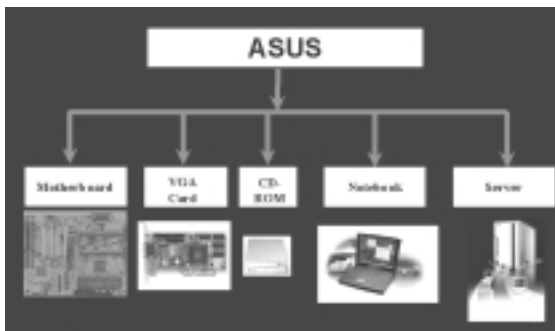 ASUS
Motherboard
VGA
Card
CD-
ROM
Notebook
Server